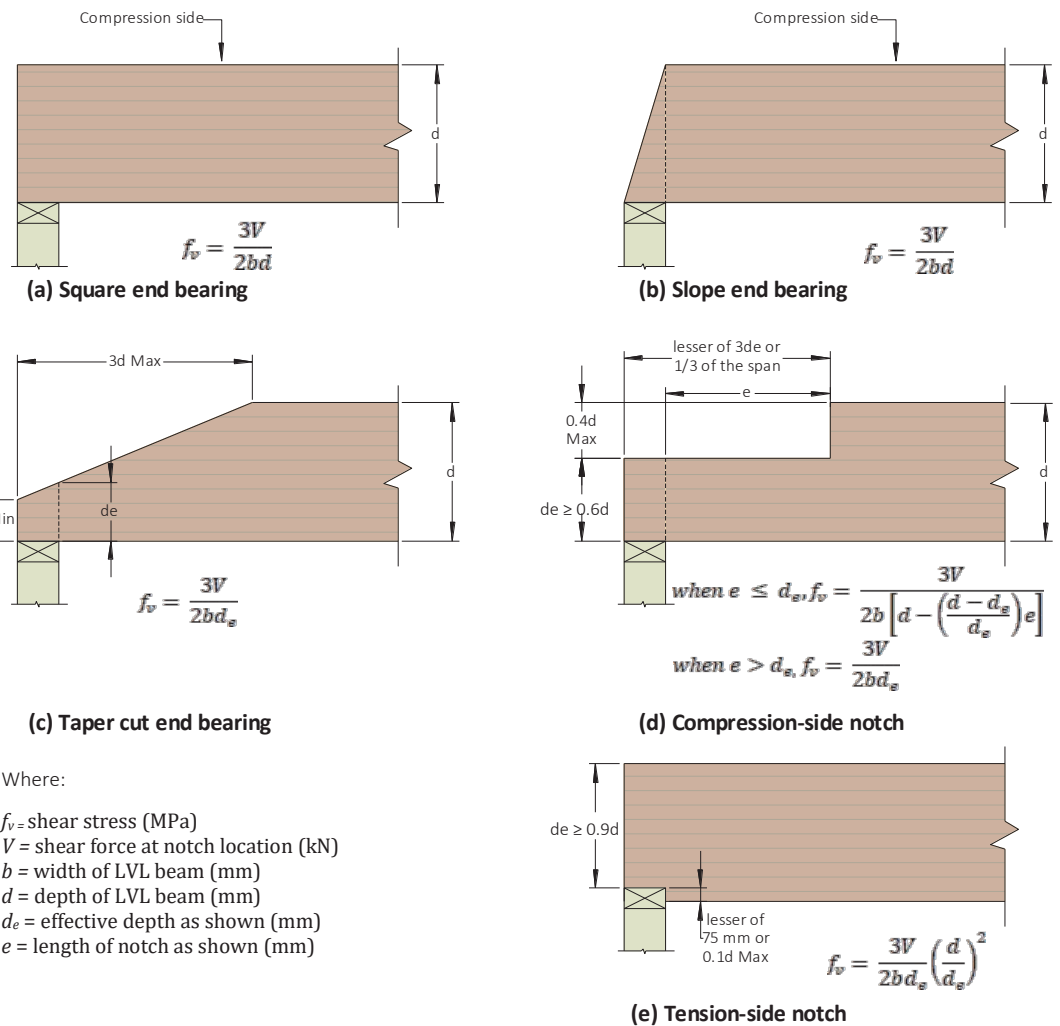 Compression side
d
f_v = 3V / 2bd
(a) Square end bearing
Compression side
d
f_v = 3V / 2bd
(b) Slope end bearing
3d Max
d
de
f_v = 3V / 2bd_e
(c) Taper cut end bearing
lesser of 3de or
1/3 of the span
e
0.4d
Max
d
de ≥ 0.6d
when e ≤ d_e, f_v = 3V / 2b[d − ((d − d_e) / d_e)e]
when e > d_e, f_v = 3V / 2bd_e
(d) Compression-side notch
Where:
f_v = shear stress (MPa)
V = shear force at notch location (kN)
b = width of LVL beam (mm)
d = depth of LVL beam (mm)
d_e = effective depth as shown (mm)
e = length of notch as shown (mm)
de ≥ 0.9d
lesser of
75 mm or
0.1d Max
f_v = 3V / 2bd_e (d / d_e)²
(e) Tension-side notch